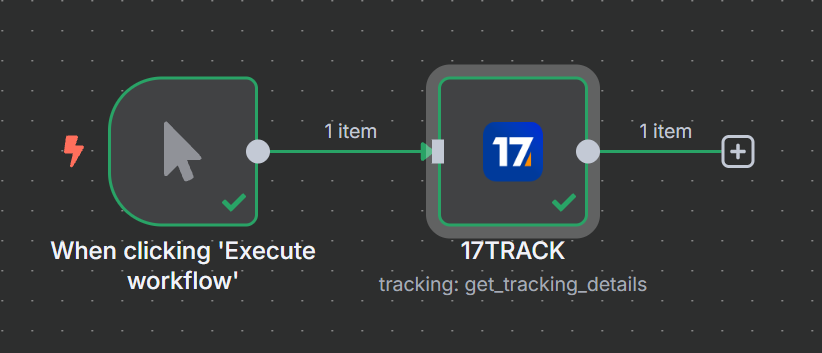 1 item
1 item
17
When clicking 'Execute
workflow'
17TRACK
tracking: get_tracking_details